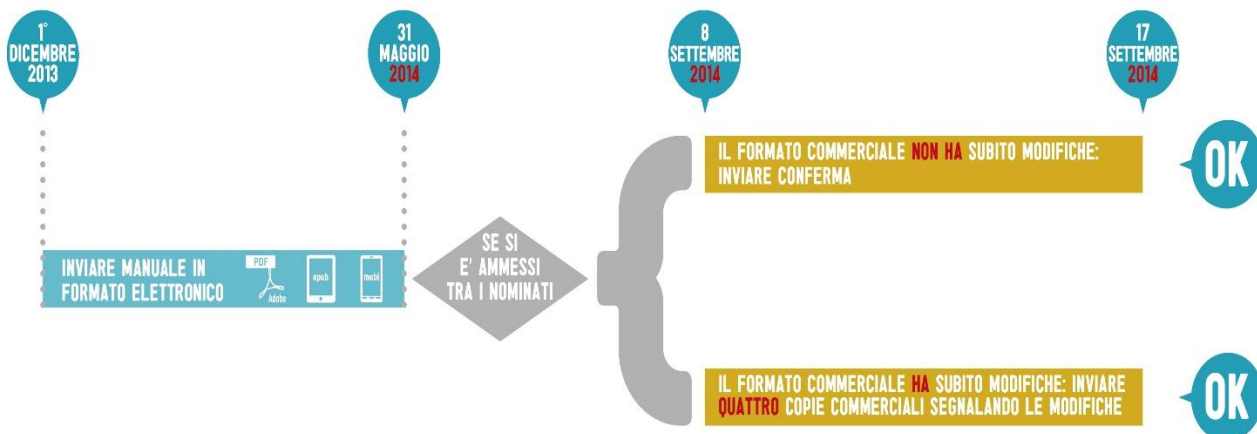 1°
DICEMBRE
2013
31
MAGGIO
2014
8
SETTEMBRE
2014
17
SETTEMBRE
2014
IL FORMATO COMMERCIALE NON HA SUBITO MODIFICHE:
INVIARE CONFERMA
OK
INVIARE MANUALE IN
FORMATO ELETTRONICO
PDF
Adobe
epub
mobi
SE SI
E' AMMESSI
TRA I NOMINATI
IL FORMATO COMMERCIALE HA SUBITO MODIFICHE: INVIARE
QUATTRO COPIE COMMERCIALI SEGNALANDO LE MODIFICHE
OK